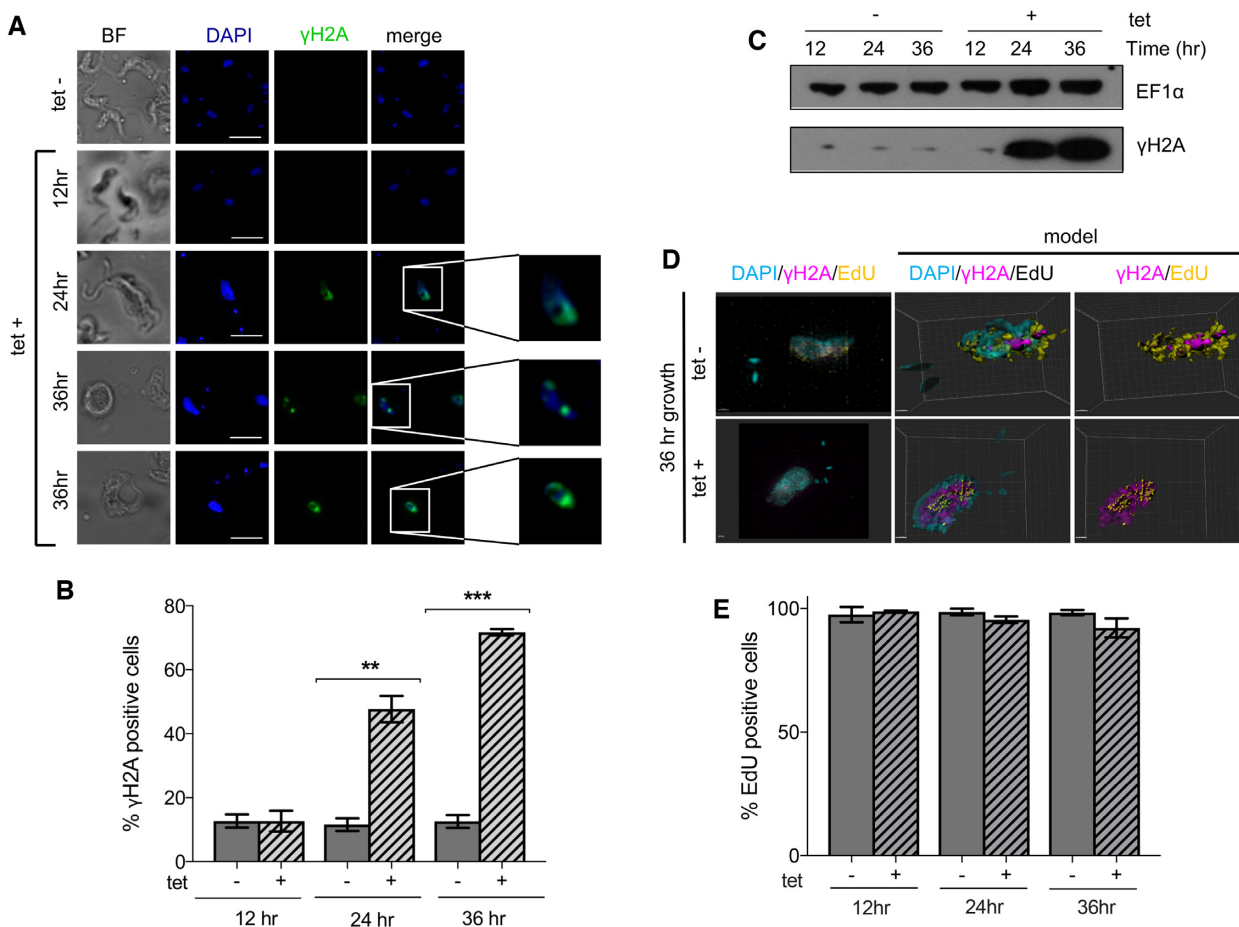 A
BF DAPI γH2A merge
tet -
tet +
12hr
24hr
36hr
36hr
B
% γH2A positive cells
80
60
40
20
0
**
***
tet - + - + - +
12 hr 24 hr 36 hr
C
- + tet
12 24 36 12 24 36 Time (hr)
EF1α
γH2A
D
model
DAPI/γH2A/EdU DAPI/γH2A/EdU γH2A/EdU
36 hr growth
tet -
tet +
E
% EdU positive cells
100
50
0
tet - + - + - +
12hr 24hr 36hr